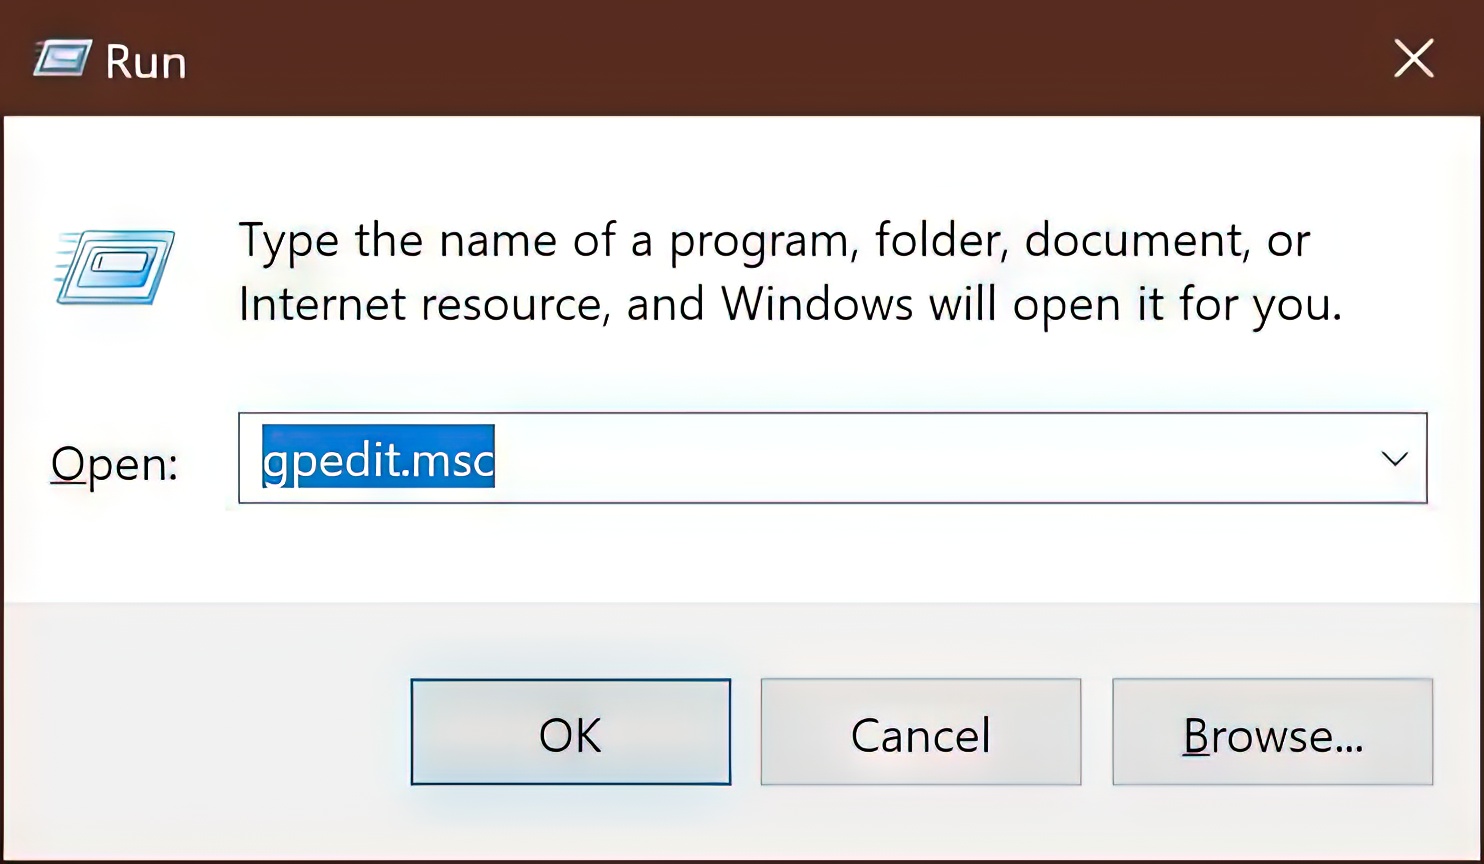 Run
Type the name of a program, folder, document, or
Internet resource, and Windows will open it for you.
Open:
gpedit.msc
OK
Cancel
Browse...